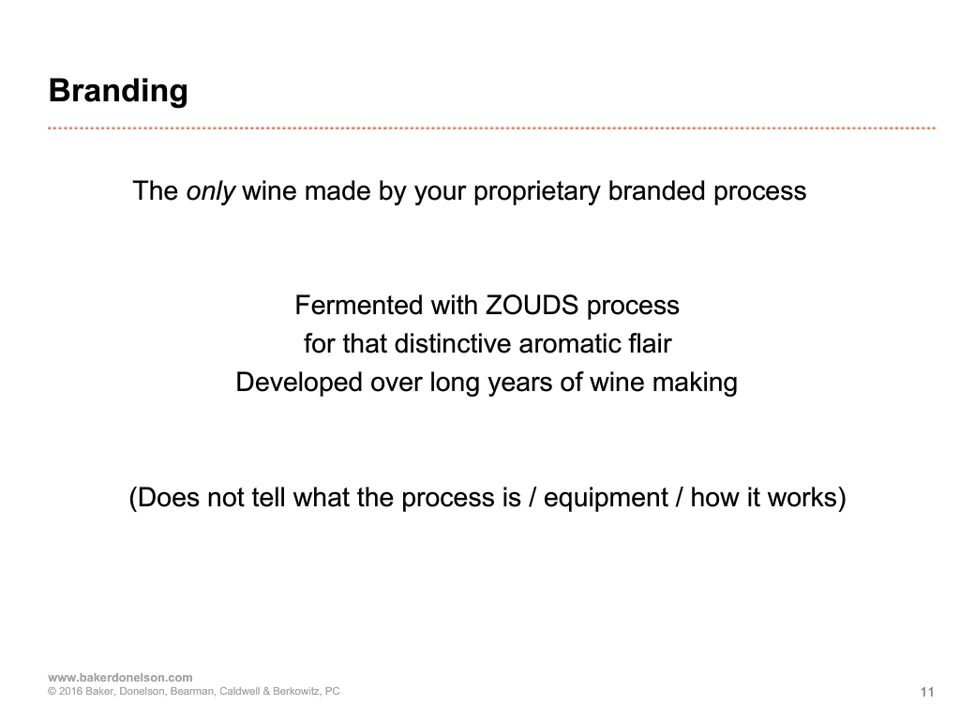 Branding
The only wine made by your proprietary branded process
Fermented with ZOUDS process
for that distinctive aromatic flair
Developed over long years of wine making
(Does not tell what the process is / equipment / how it works)
www.bakerdonelson.com
© 2016 Baker, Donelson, Bearman, Caldwell & Berkowitz, PC
11